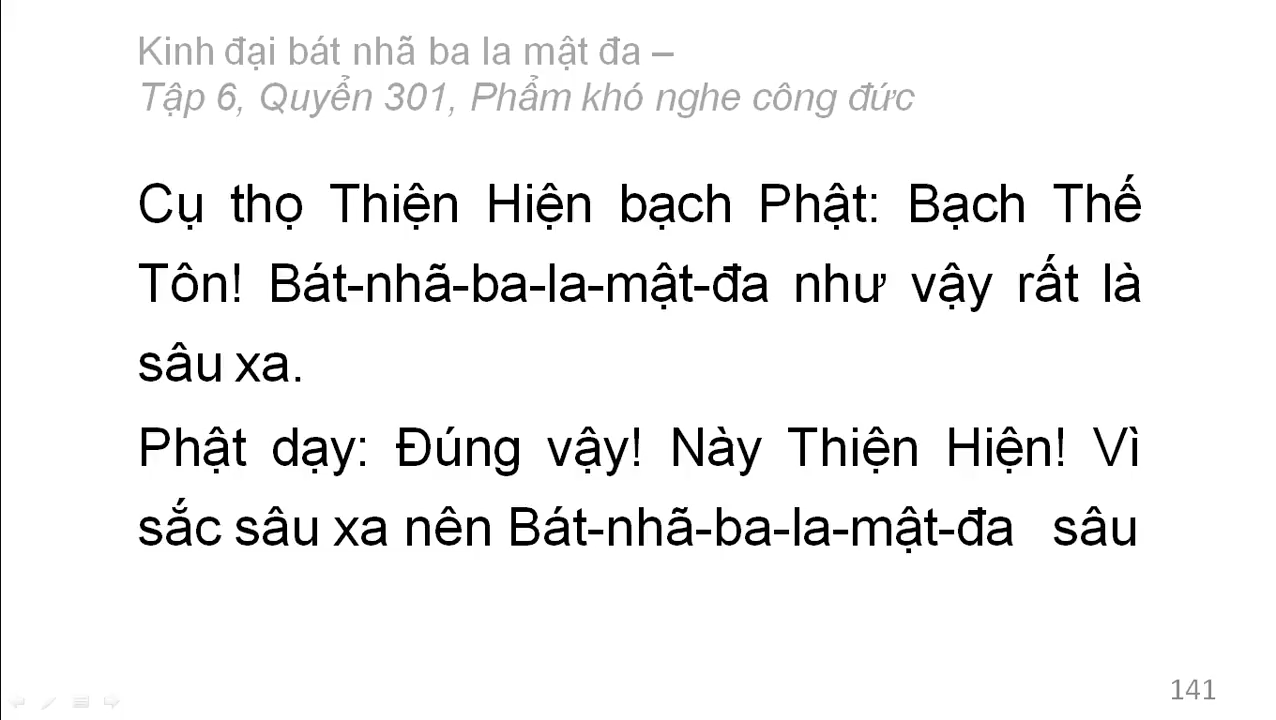 Kinh đại bát nhã ba la mật đa –
Tập 6, Quyển 301, Phẩm khó nghe công đức
Cụ thọ Thiện Hiện bạch Phật: Bạch Thế
Tôn! Bát-nhã-ba-la-mật-đa như vậy rất là
sâu xa.
Phật dạy: Đúng vậy! Này Thiện Hiện! Vì
sắc sâu xa nên Bát-nhã-ba-la-mật-đa sâu
141